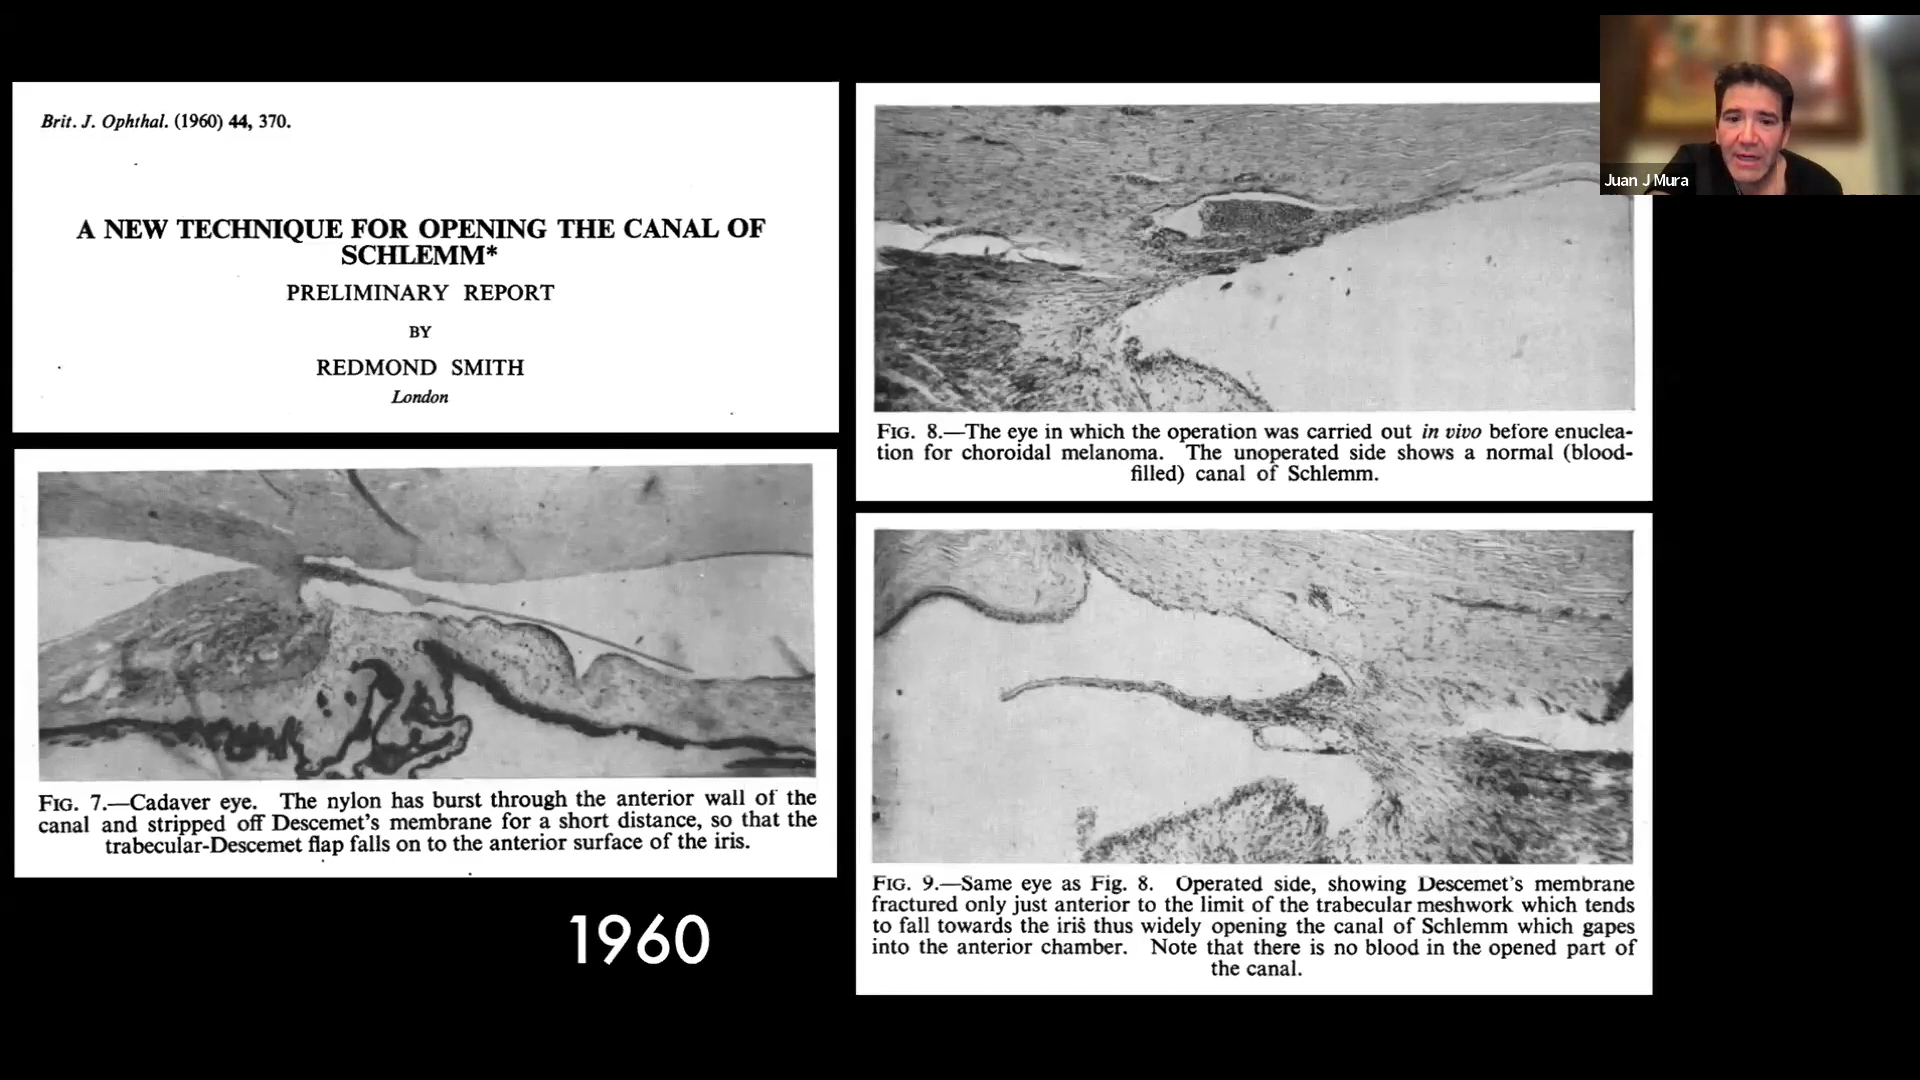 Brit. J. Ophthal. (1960) 44, 370.
A NEW TECHNIQUE FOR OPENING THE CANAL OF
SCHLEMM*
PRELIMINARY REPORT
BY
REDMOND SMITH
London
FIG. 7.—Cadaver eye. The nylon has burst through the anterior wall of the
canal and stripped off Descemet's membrane for a short distance, so that the
trabecular-Descemet flap falls on to the anterior surface of the iris.
1960
FIG. 8.—The eye in which the operation was carried out in vivo before enuclea-
tion for choroidal melanoma. The unoperated side shows a normal (blood-
filled) canal of Schlemm.
FIG. 9.—Same eye as Fig. 8. Operated side, showing Descemet's membrane
fractured only just anterior to the limit of the trabecular meshwork which tends
to fall towards the iris thus widely opening the canal of Schlemm which gapes
into the anterior chamber. Note that there is no blood in the opened part of
the canal.
Juan J Mura